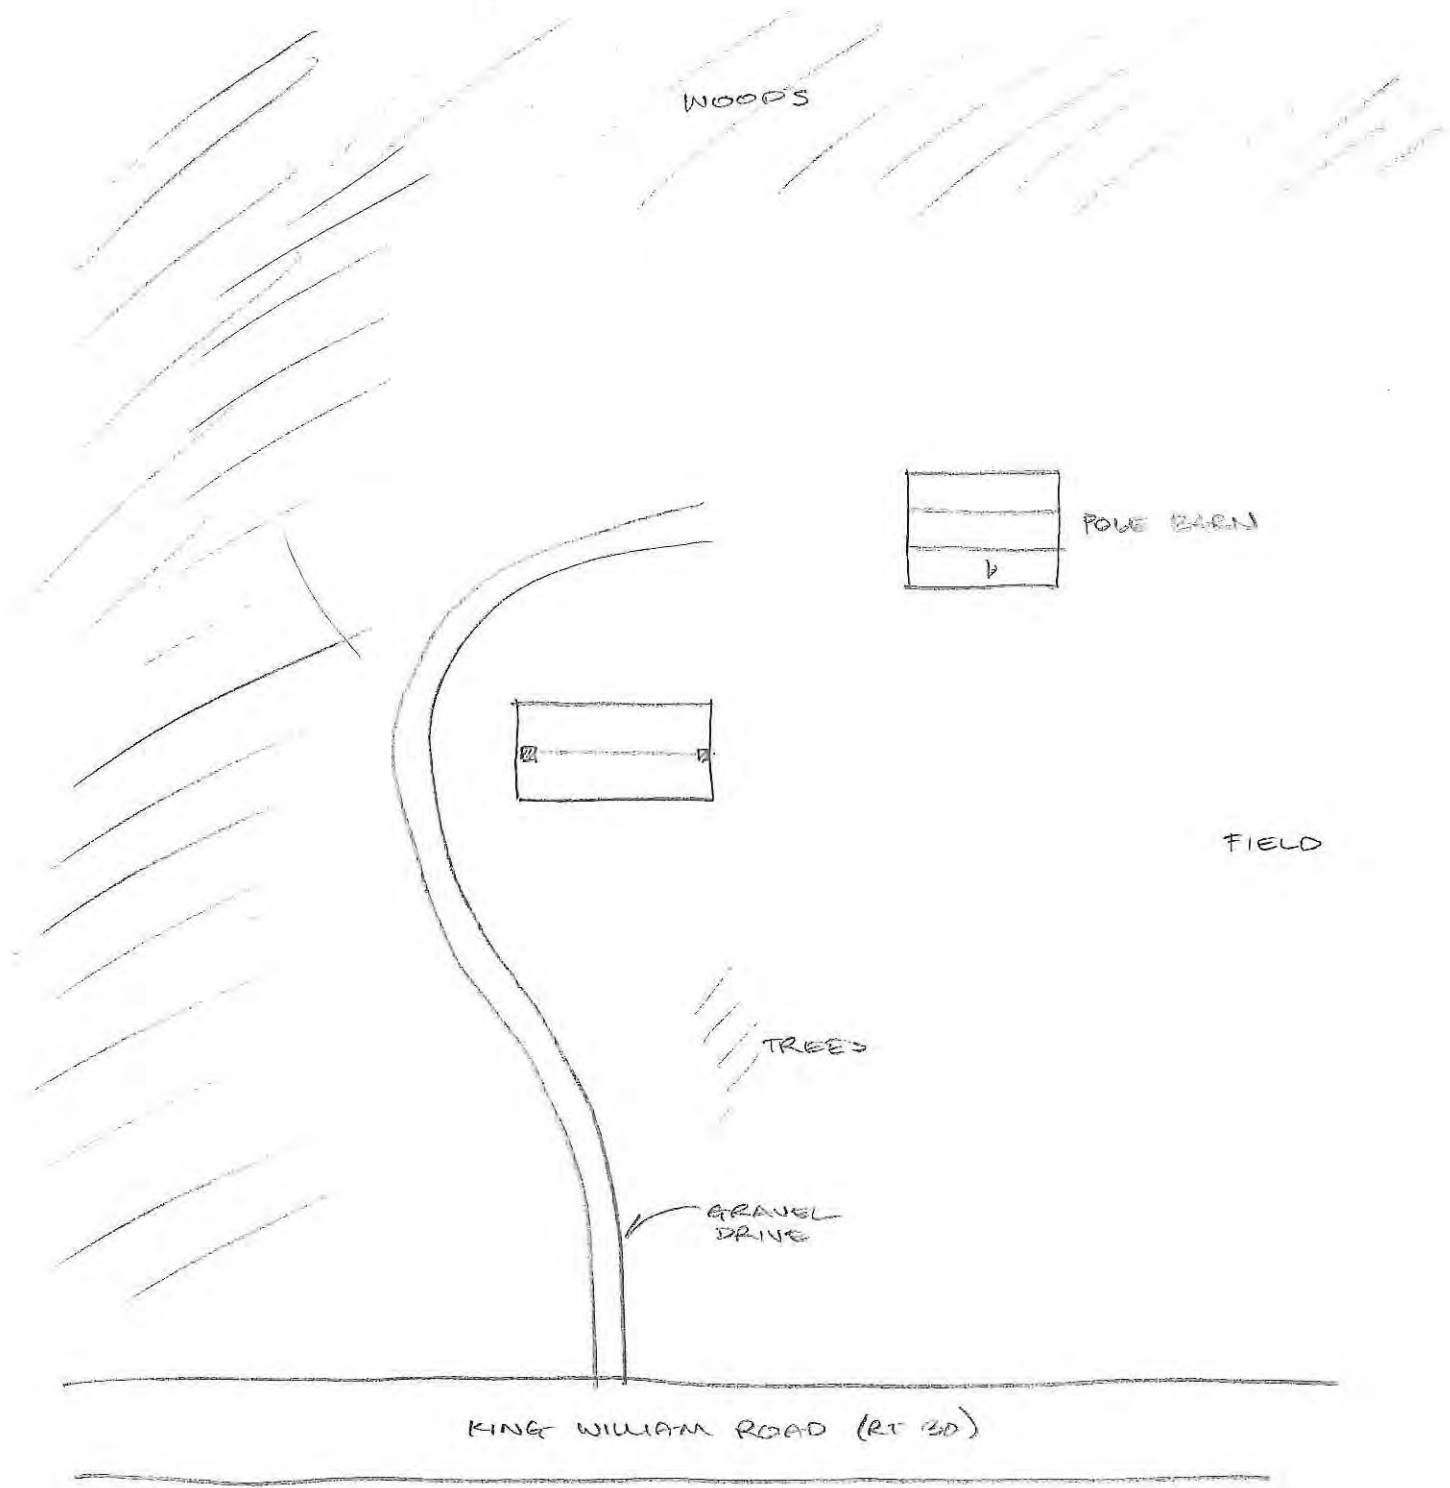 WOODS
POLE BARN
FIELD
TREES
GRAVEL
DRIVE
KING WILLIAM ROAD (RT 30)